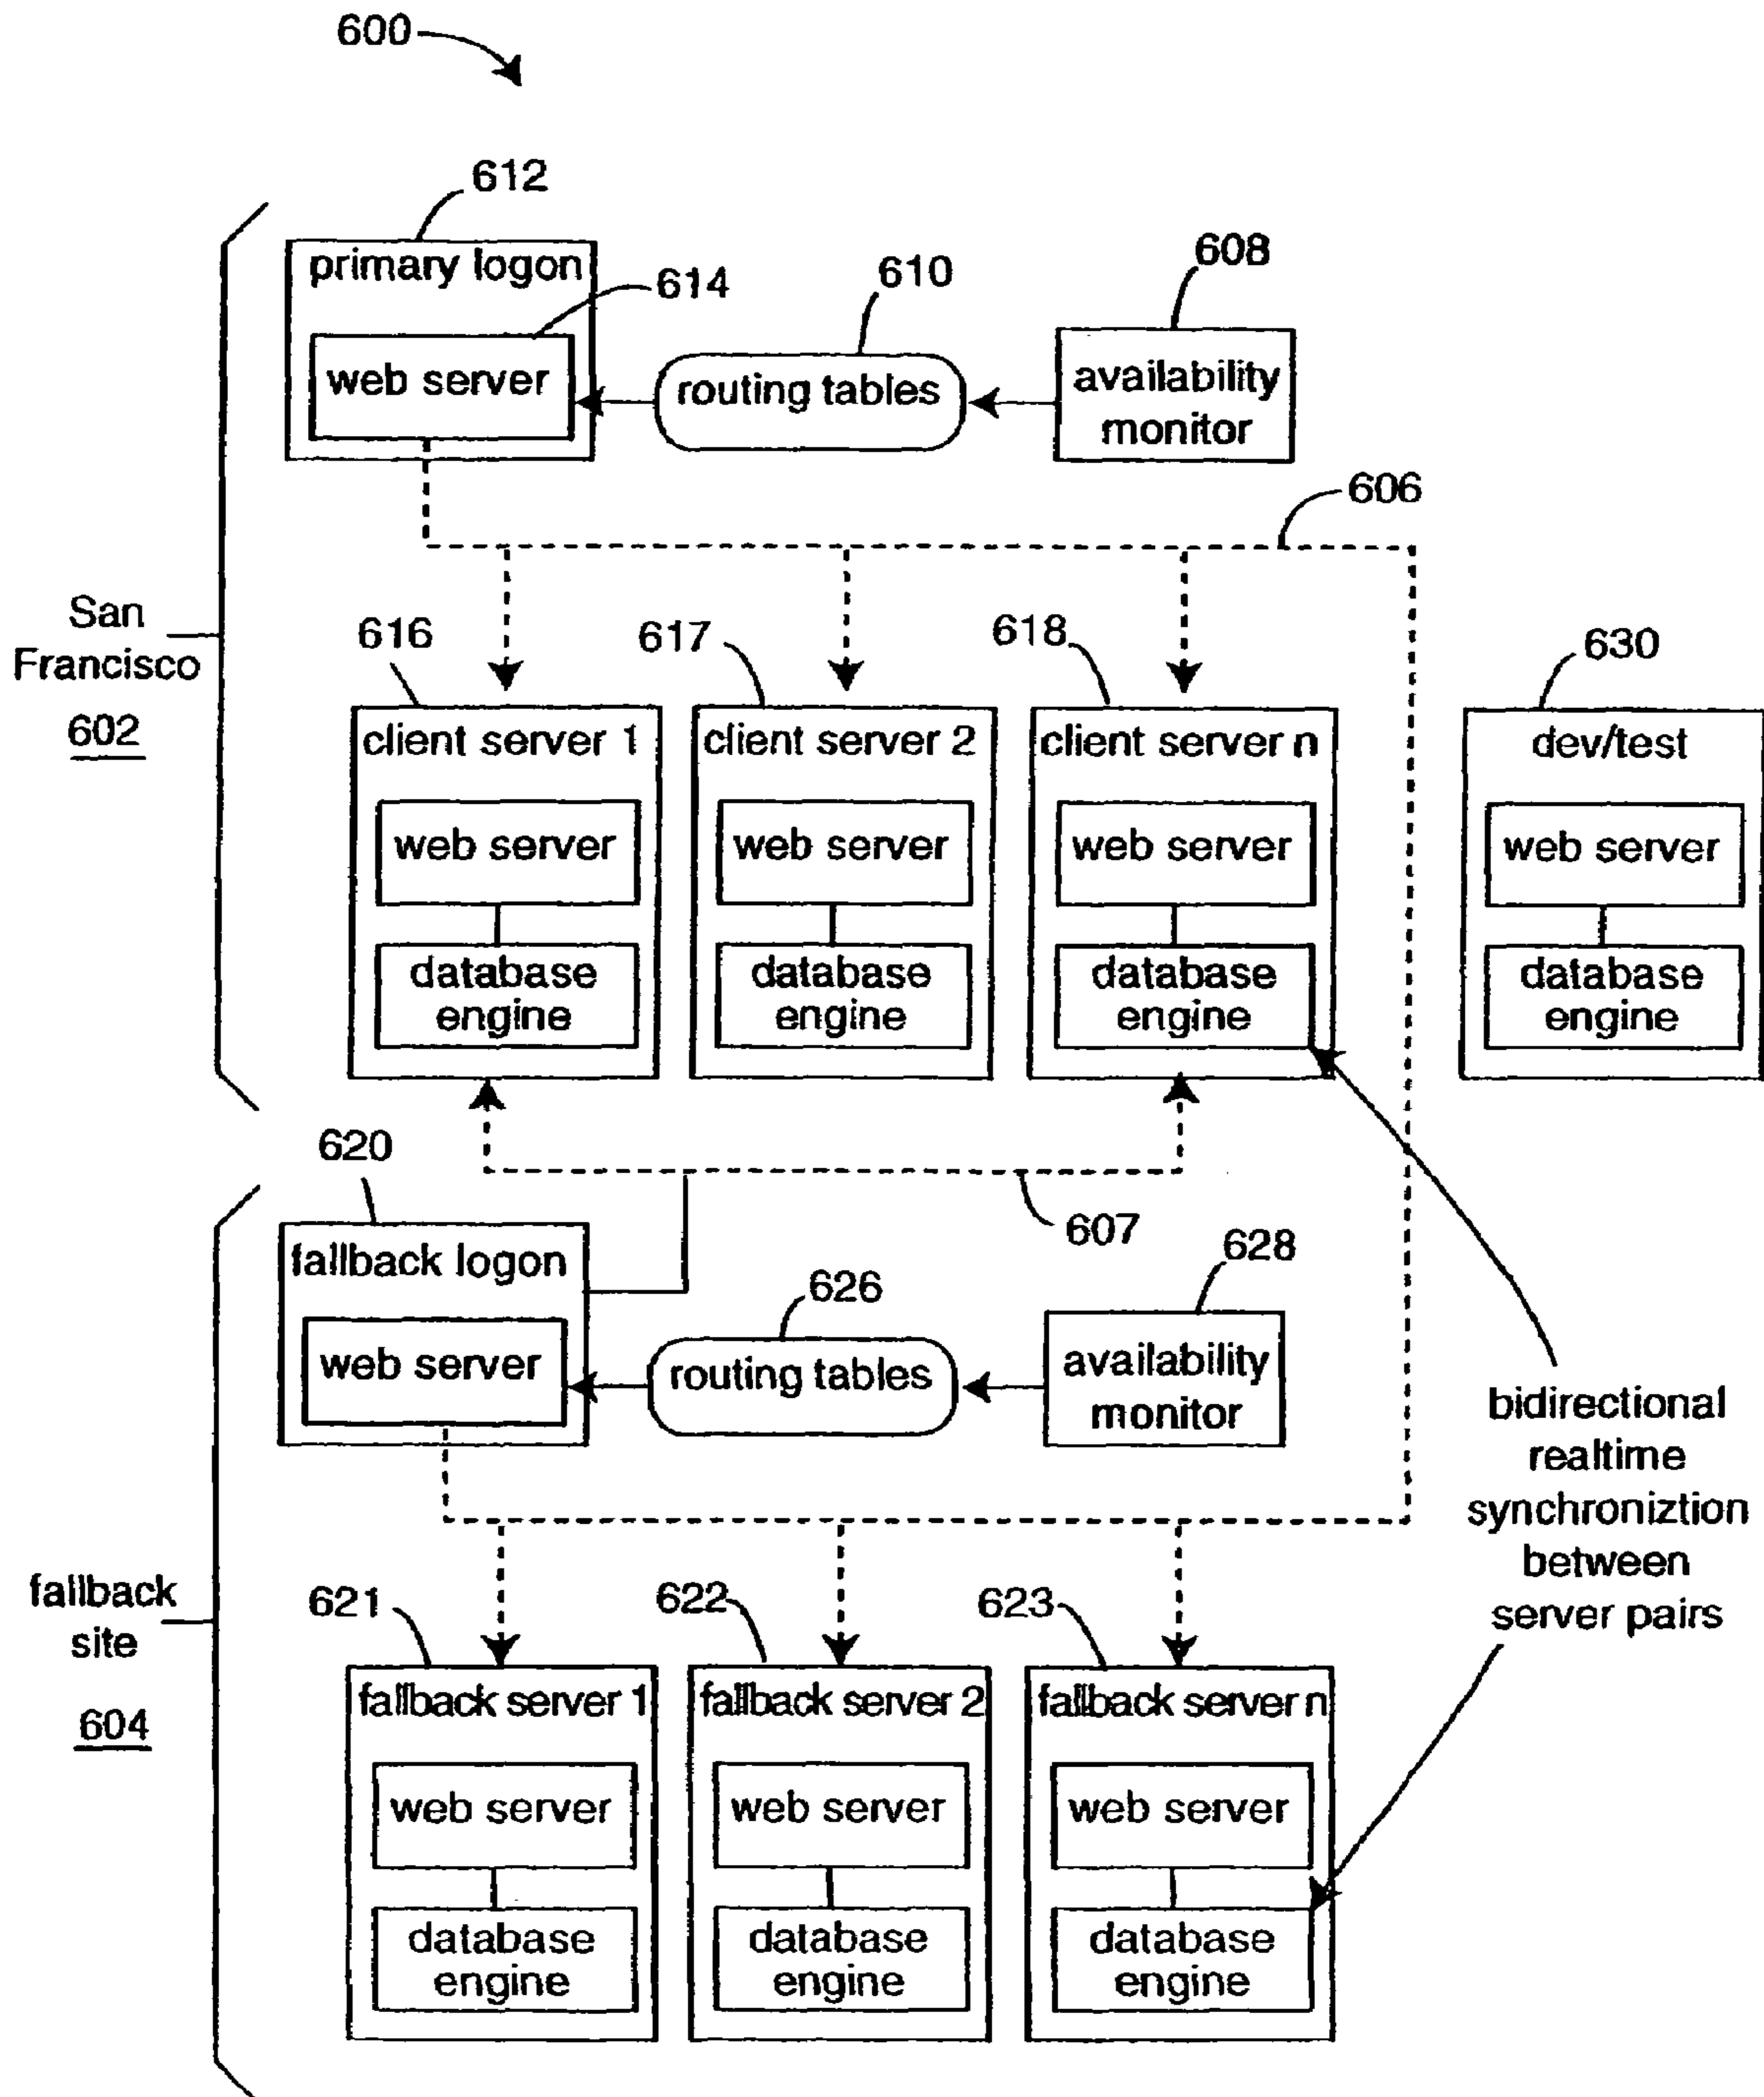 600
612
primary logon
614
web server
610
routing tables
608
availability
monitor
606
San
Francisco
602
616
client server 1
web server
database
engine
617
client server 2
web server
database
engine
618
client server n
web server
database
engine
630
dev/test
web server
database
engine
607
620
fallback logon
web server
626
routing tables
628
availability
monitor
bidirectional
realtime
synchroniztion
between
server pairs
fallback
site
604
621
fallback server 1
web server
database
engine
622
fallback server 2
web server
database
engine
623
fallback server n
web server
database
engine